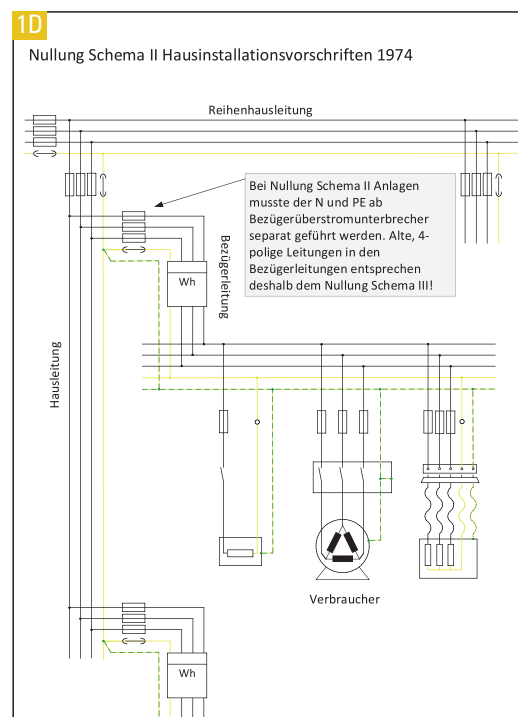 1D
Nullung Schema II Hausinstallationsvorschriften 1974
Reihenhausleitung
Bei Nullung Schema II Anlagen
musste der N und PE ab
Bezügerüberstromunterbrecher
separat geführt werden. Alte, 4-
polige Leitungen in den
Bezügerleitungen entsprechen
deshalb dem Nullung Schema III!
Bezügerleitung
Wh
Hausleitung
Verbraucher
Wh